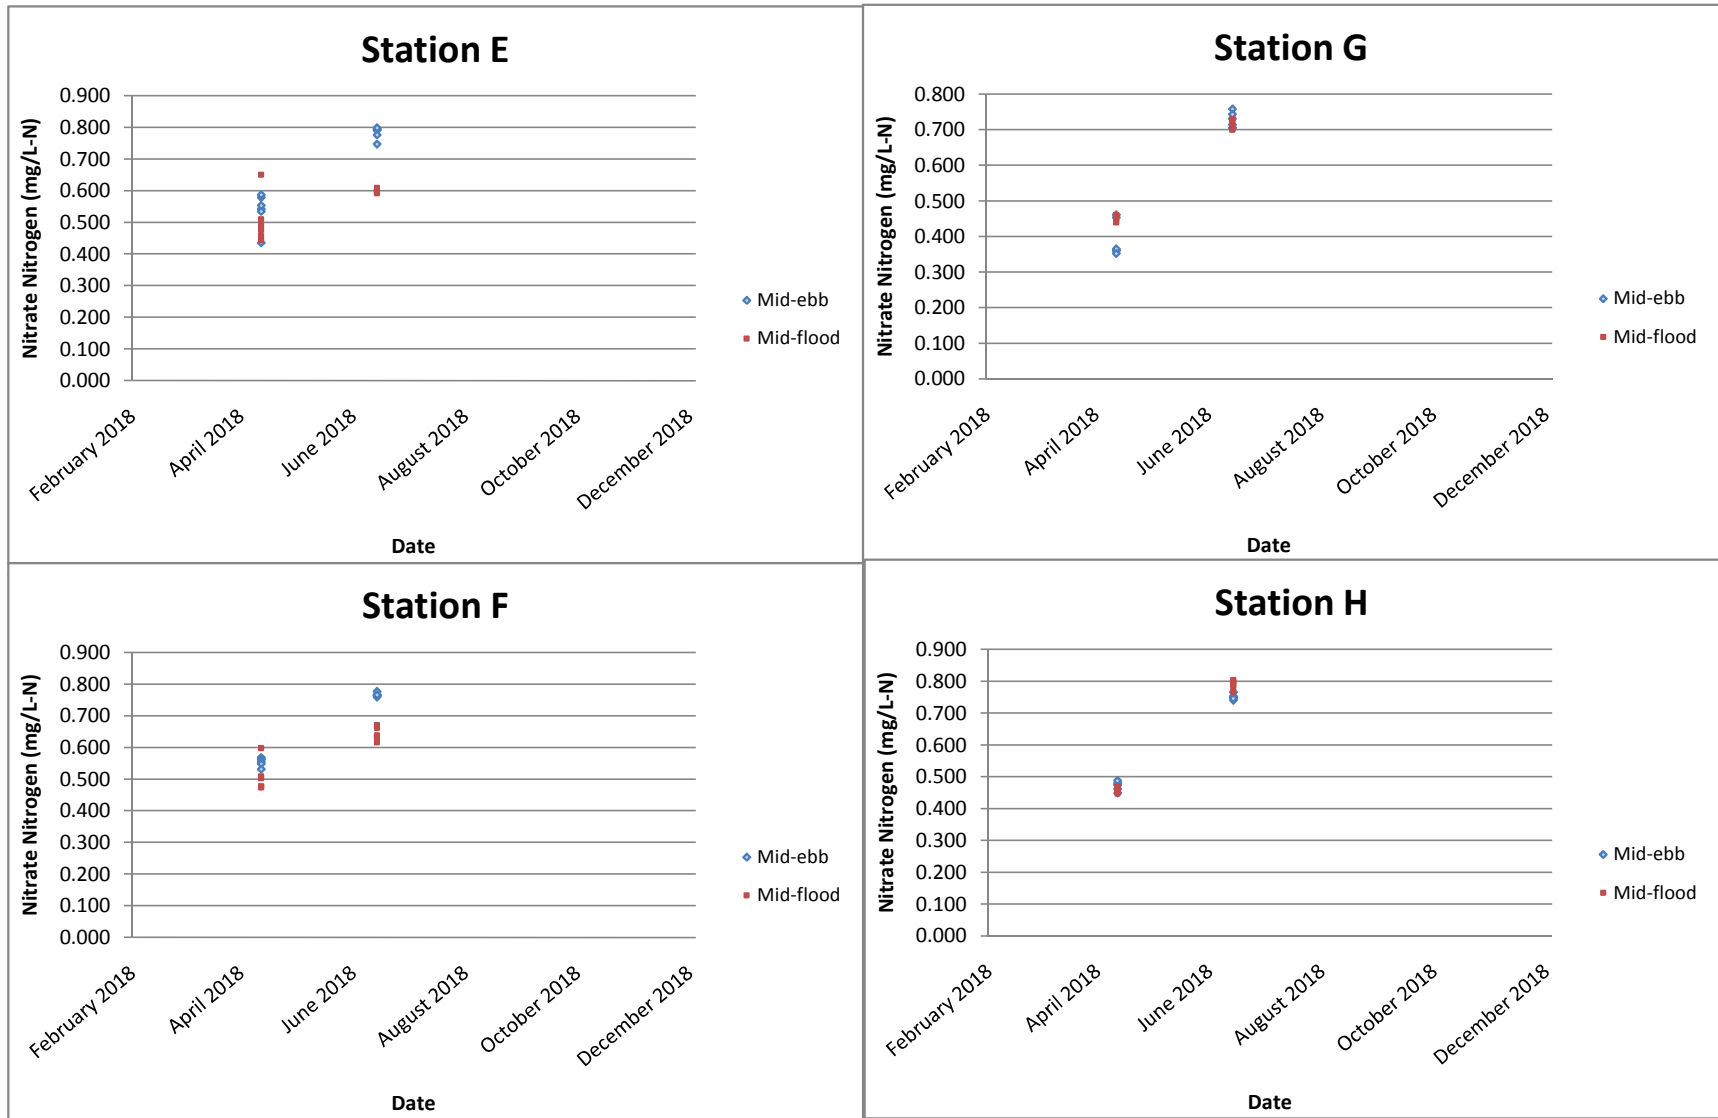 Station E
Nitrate Nitrogen (mg/L-N)
0.900
0.800
0.700
0.600
0.500
0.400
0.300
0.200
0.100
0.000
February 2018
April 2018
June 2018
August 2018
October 2018
December 2018
Date
Mid-ebb
Mid-flood
Station G
Nitrate Nitrogen (mg/L-N)
0.800
0.700
0.600
0.500
0.400
0.300
0.200
0.100
0.000
February 2018
April 2018
June 2018
August 2018
October 2018
December 2018
Date
Mid-ebb
Mid-flood
Station F
Nitrate Nitrogen (mg/L-N)
0.900
0.800
0.700
0.600
0.500
0.400
0.300
0.200
0.100
0.000
February 2018
April 2018
June 2018
August 2018
October 2018
December 2018
Date
Mid-ebb
Mid-flood
Station H
Nitrate Nitrogen (mg/L-N)
0.900
0.800
0.700
0.600
0.500
0.400
0.300
0.200
0.100
0.000
February 2018
April 2018
June 2018
August 2018
October 2018
December 2018
Date
Mid-ebb
Mid-flood